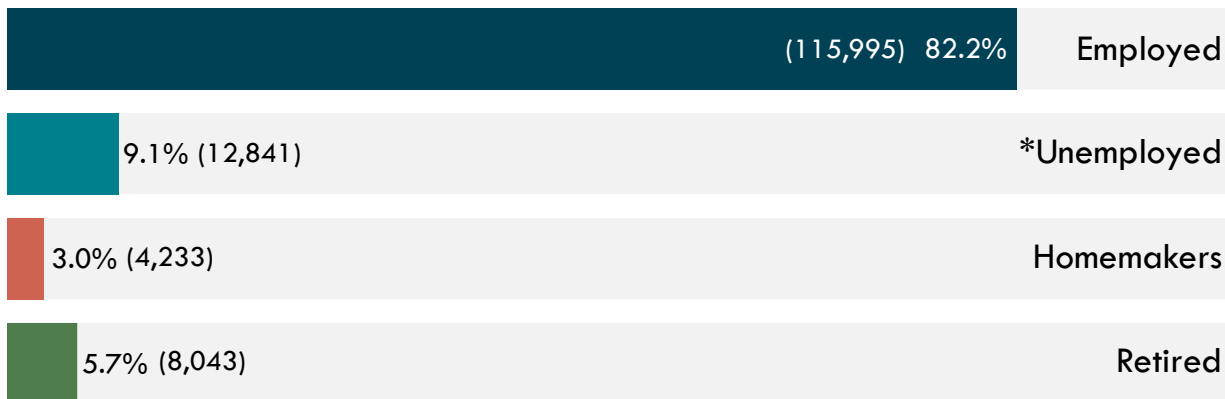 (115,995) 82.2% Employed
9.1% (12,841) *Unemployed
3.0% (4,233) Homemakers
5.7% (8,043) Retired